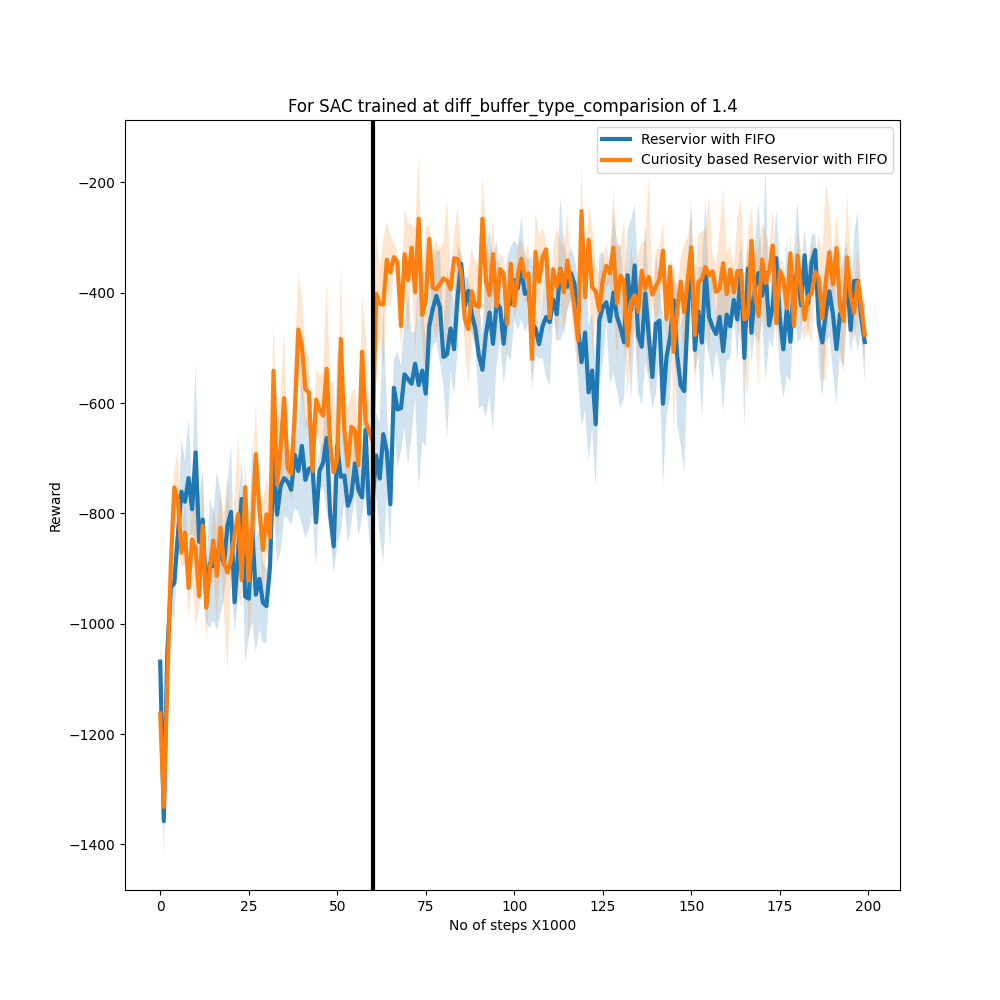 For SAC trained at diff_buffer_type_comparision of 1.4
Reservior with FIFO
Curiosity based Reservior with FIFO
−200
−400
−600
−800
−1000
−1200
−1400
Reward
0 25 50 75 100 125 150 175 200
No of steps X1000